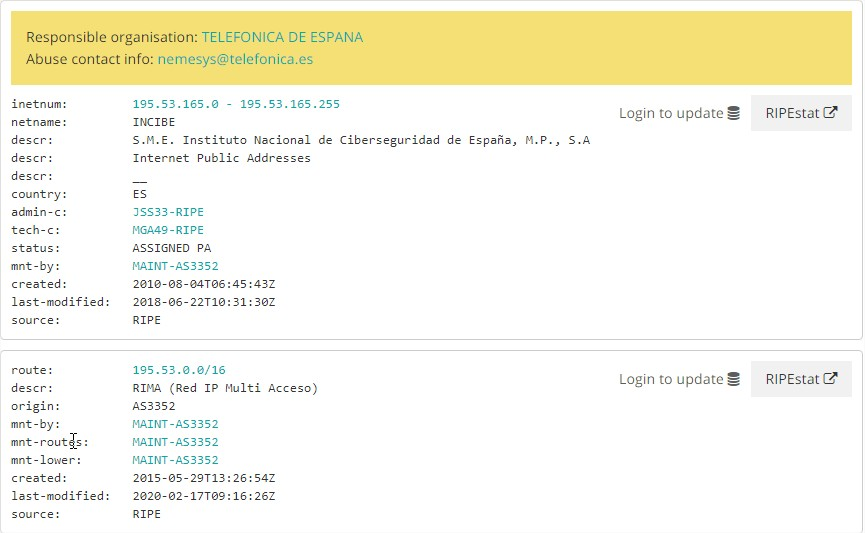 Responsible organisation: TELEFONICA DE ESPANA
Abuse contact info: nemesys@telefonica.es
inetnum: 195.53.165.0 - 195.53.165.255
Login to update RIPEstat
netname: INCIBE
descr: S.M.E. Instituto Nacional de Ciberseguridad de España, M.P., S.A
descr: Internet Public Addresses
descr: __
country: ES
admin-c: JSS33-RIPE
tech-c: MGA49-RIPE
status: ASSIGNED PA
mnt-by: MAINT-AS3352
created: 2010-08-04T06:45:43Z
last-modified: 2018-06-22T10:31:30Z
source: RIPE
route: 195.53.0.0/16
Login to update RIPEstat
descr: RIMA (Red IP Multi Acceso)
origin: AS3352
mnt-by: MAINT-AS3352
mnt-routes: MAINT-AS3352
mnt-lower: MAINT-AS3352
created: 2015-05-29T13:26:54Z
last-modified: 2020-02-17T09:16:26Z
source: RIPE